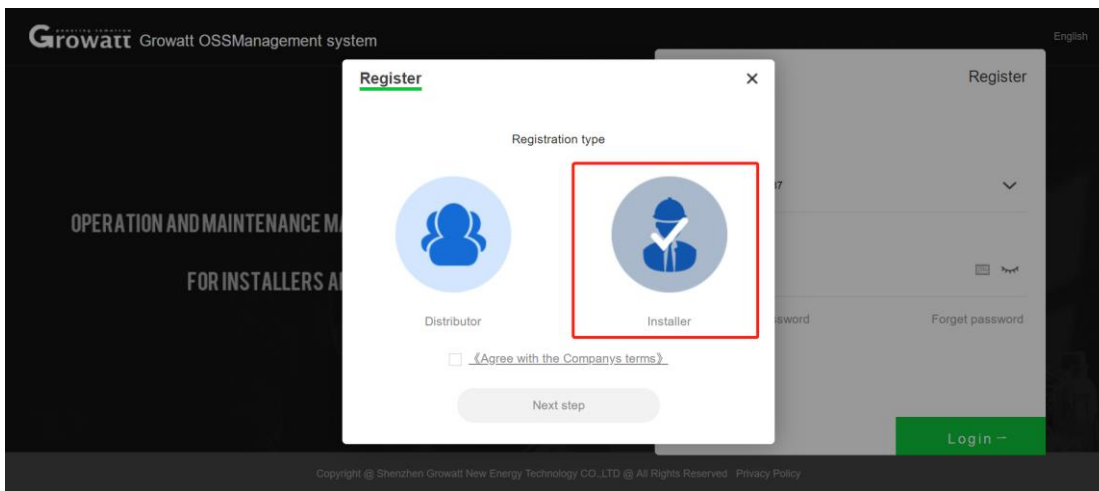 Growatt Growatt OSSManagement system
English
Register
Register
Registration type
OPERATION AND MAINTENANCE
FOR INSTALLERS
Distributor
Installer
Forget password
《Agree with the Companys terms》
Next step
Login
Copyright @ Shenzhen Growatt New Energy Technology CO.,LTD @ All Rights Reserved Privacy Policy